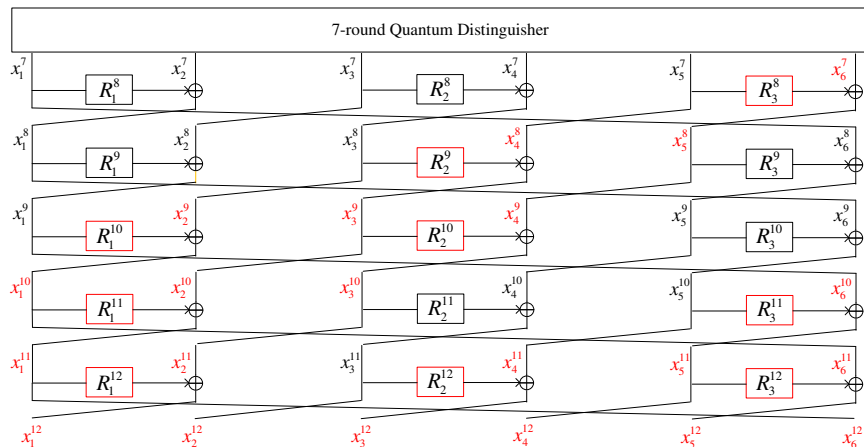 7-round Quantum Distinguisher
x_1^7 x_2^7 x_3^7 x_4^7 x_5^7 x_6^7
R_1^8 R_2^8 R_3^8
x_1^8 x_2^8 x_3^8 x_4^8 x_5^8 x_6^8
R_1^9 R_2^9 R_3^9
x_1^9 x_2^9 x_3^9 x_4^9 x_5^9 x_6^9
R_1^10 R_2^10 R_3^10
x_1^10 x_2^10 x_3^10 x_4^10 x_5^10 x_6^10
R_1^11 R_2^11 R_3^11
x_1^11 x_2^11 x_3^11 x_4^11 x_5^11 x_6^11
R_1^12 R_2^12 R_3^12
x_1^12 x_2^12 x_3^12 x_4^12 x_5^12 x_6^12